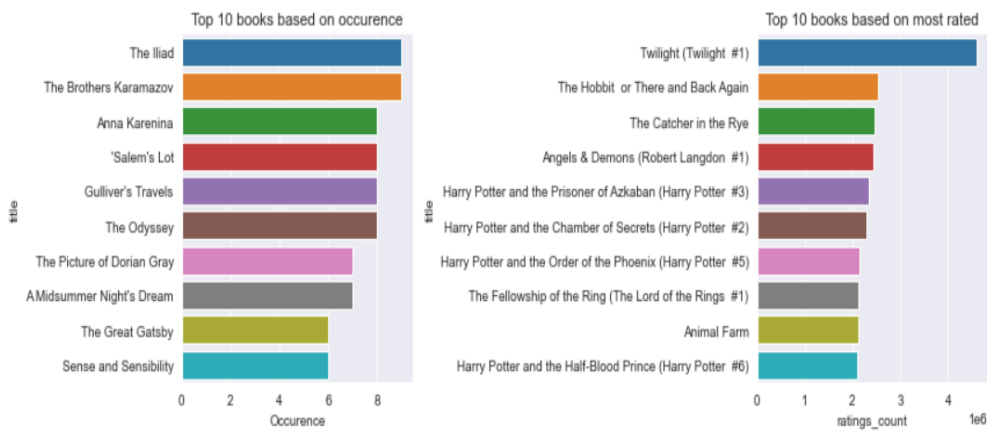 Top 10 books based on occurence
The Iliad
The Brothers Karamazov
Anna Karenina
'Salem's Lot
Gulliver's Travels
The Odyssey
The Picture of Dorian Gray
A Midsummer Night's Dream
The Great Gatsby
Sense and Sensibility
title
0 2 4 6 8
Occurence
Top 10 books based on most rated
Twilight (Twilight #1)
The Hobbit or There and Back Again
The Catcher in the Rye
Angels & Demons (Robert Langdon #1)
Harry Potter and the Prisoner of Azkaban (Harry Potter #3)
Harry Potter and the Chamber of Secrets (Harry Potter #2)
Harry Potter and the Order of the Phoenix (Harry Potter #5)
The Fellowship of the Ring (The Lord of the Rings #1)
Animal Farm
Harry Potter and the Half-Blood Prince (Harry Potter #6)
title
0 1 2 3 4
ratings_count
1e6